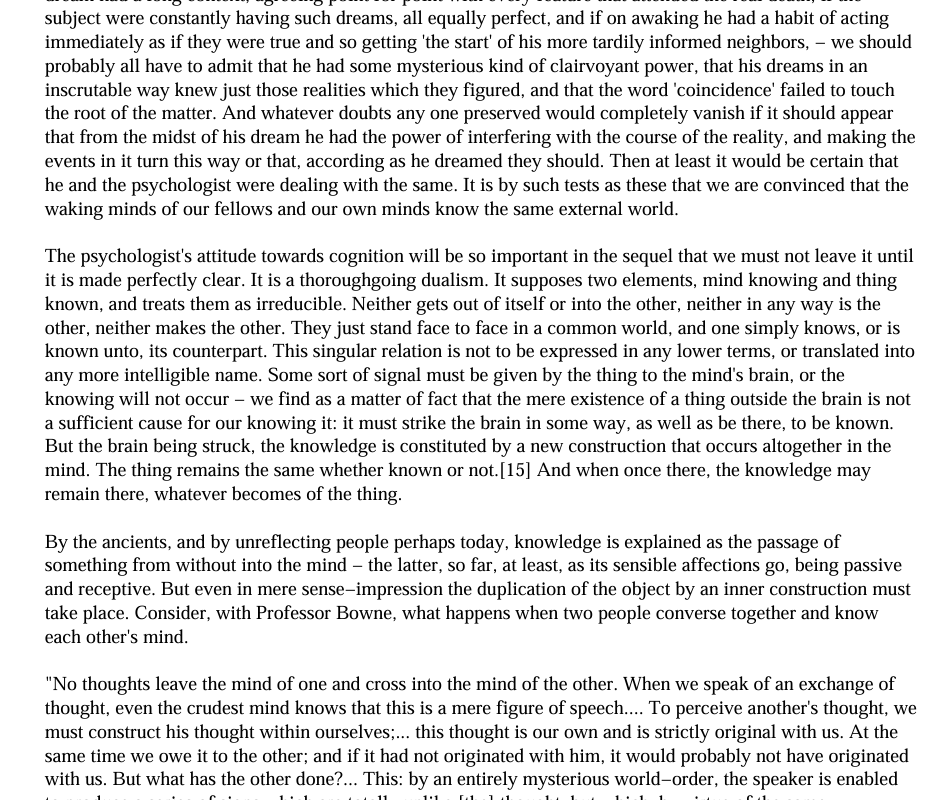 subject were constantly having such dreams, all equally perfect, and if on awaking he had a habit of acting
immediately as if they were true and so getting 'the start' of his more tardily informed neighbors, – we should
probably all have to admit that he had some mysterious kind of clairvoyant power, that his dreams in an
inscrutable way knew just those realities which they figured, and that the word 'coincidence' failed to touch
the root of the matter. And whatever doubts any one preserved would completely vanish if it should appear
that from the midst of his dream he had the power of interfering with the course of the reality, and making the
events in it turn this way or that, according as he dreamed they should. Then at least it would be certain that
he and the psychologist were dealing with the same. It is by such tests as these that we are convinced that the
waking minds of our fellows and our own minds know the same external world.
The psychologist's attitude towards cognition will be so important in the sequel that we must not leave it until
it is made perfectly clear. It is a thoroughgoing dualism. It supposes two elements, mind knowing and thing
known, and treats them as irreducible. Neither gets out of itself or into the other, neither in any way is the
other, neither makes the other. They just stand face to face in a common world, and one simply knows, or is
known unto, its counterpart. This singular relation is not to be expressed in any lower terms, or translated into
any more intelligible name. Some sort of signal must be given by the thing to the mind's brain, or the
knowing will not occur – we find as a matter of fact that the mere existence of a thing outside the brain is not
a sufficient cause for our knowing it: it must strike the brain in some way, as well as be there, to be known.
But the brain being struck, the knowledge is constituted by a new construction that occurs altogether in the
mind. The thing remains the same whether known or not.[15] And when once there, the knowledge may
remain there, whatever becomes of the thing.
By the ancients, and by unreflecting people perhaps today, knowledge is explained as the passage of
something from without into the mind – the latter, so far, at least, as its sensible affections go, being passive
and receptive. But even in mere sense–impression the duplication of the object by an inner construction must
take place. Consider, with Professor Bowne, what happens when two people converse together and know
each other's mind.
"No thoughts leave the mind of one and cross into the mind of the other. When we speak of an exchange of
thought, even the crudest mind knows that this is a mere figure of speech.... To perceive another's thought, we
must construct his thought within ourselves;... this thought is our own and is strictly original with us. At the
same time we owe it to the other; and if it had not originated with him, it would probably not have originated
with us. But what has the other done?... This: by an entirely mysterious world–order, the speaker is enabled